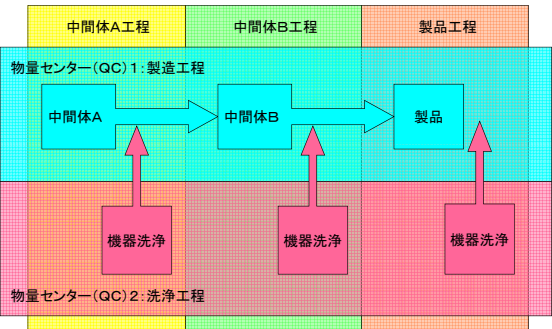 中間体A工程
中間体B工程
製品工程
物量センター（QC）1：製造工程
中間体A
中間体B
製品
機器洗浄
機器洗浄
機器洗浄
物量センター（QC）2：洗浄工程